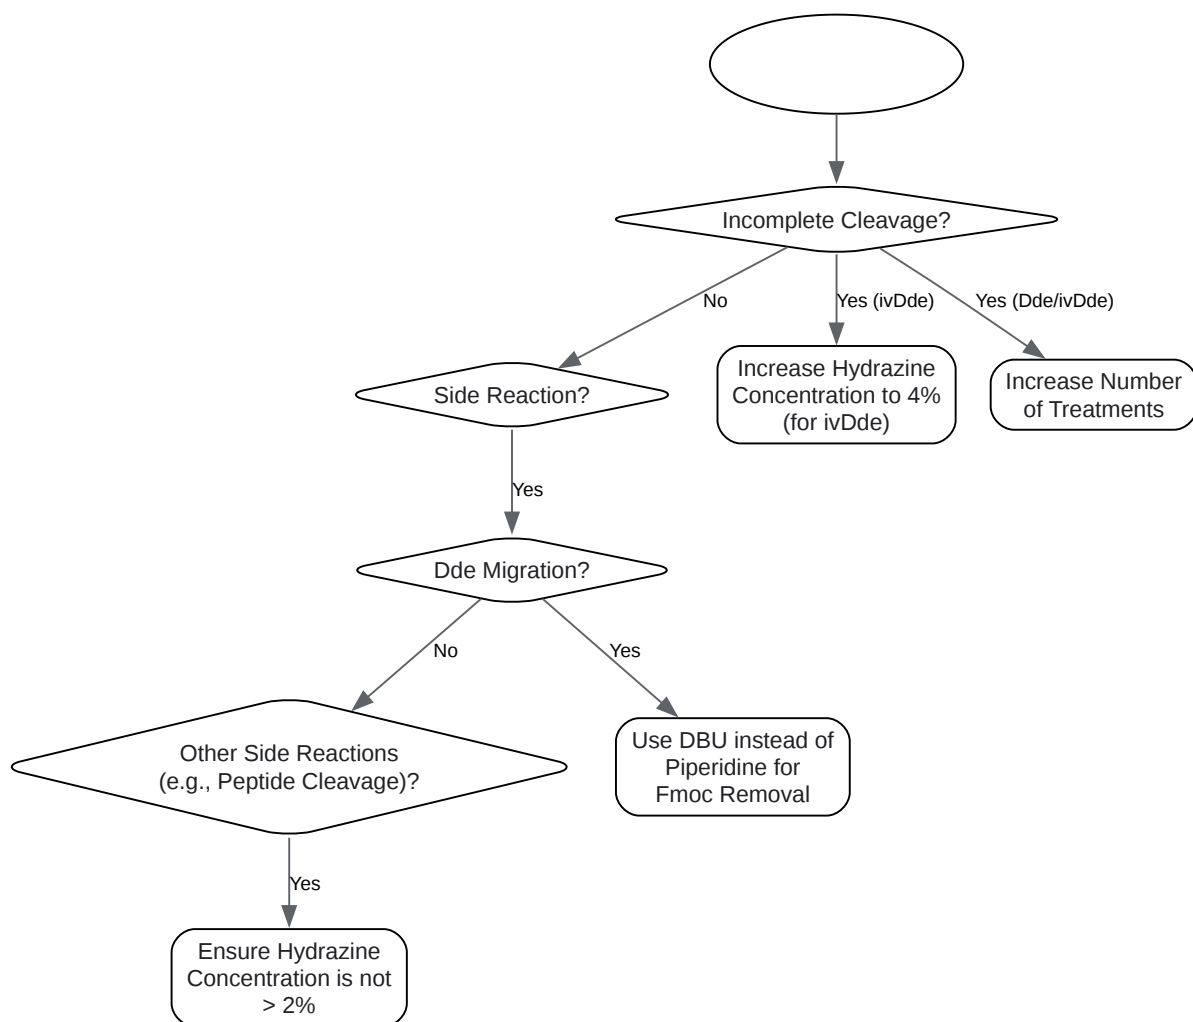 Incomplete Cleavage?
No
Yes (ivDde)
Yes (Dde/ivDde)
Side Reaction?
Increase Hydrazine
Concentration to 4%
(for ivDde)
Increase Number
of Treatments
Yes
Dde Migration?
No
Yes
Other Side Reactions
(e.g., Peptide Cleavage)?
Use DBU instead of
Piperidine for
Fmoc Removal
Yes
Ensure Hydrazine
Concentration is not
> 2%